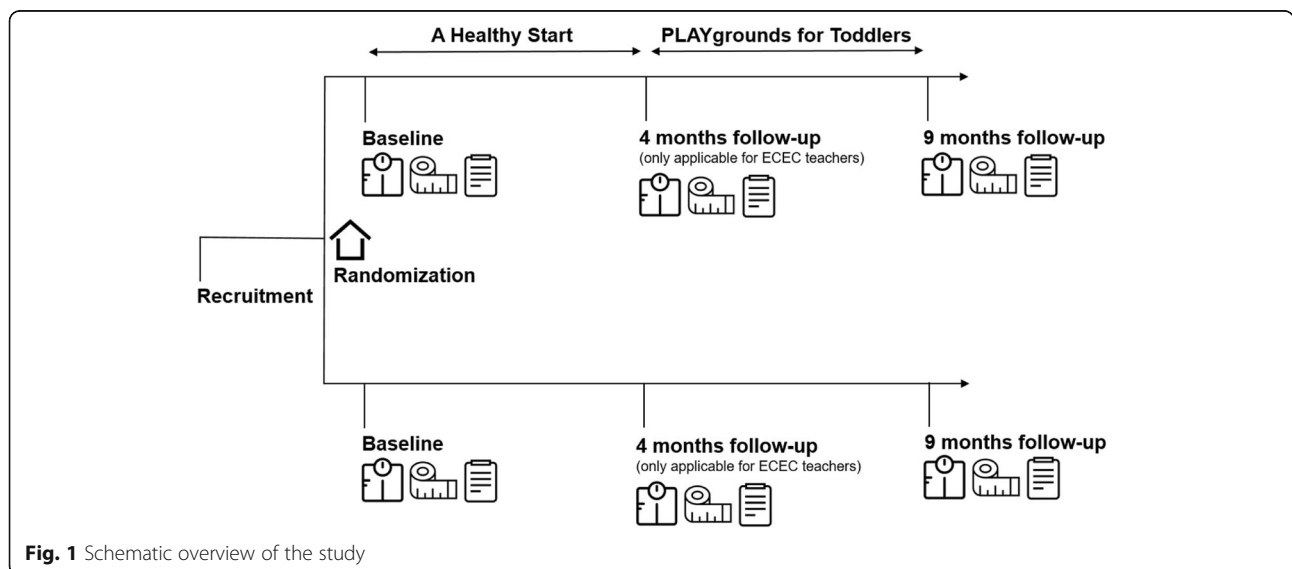 A Healthy Start
PLAYgrounds for Toddlers
Baseline
4 months follow-up
(only applicable for ECEC teachers)
9 months follow-up
Randomization
Recruitment
Baseline
4 months follow-up
(only applicable for ECEC teachers)
9 months follow-up
Fig. 1 Schematic overview of the study